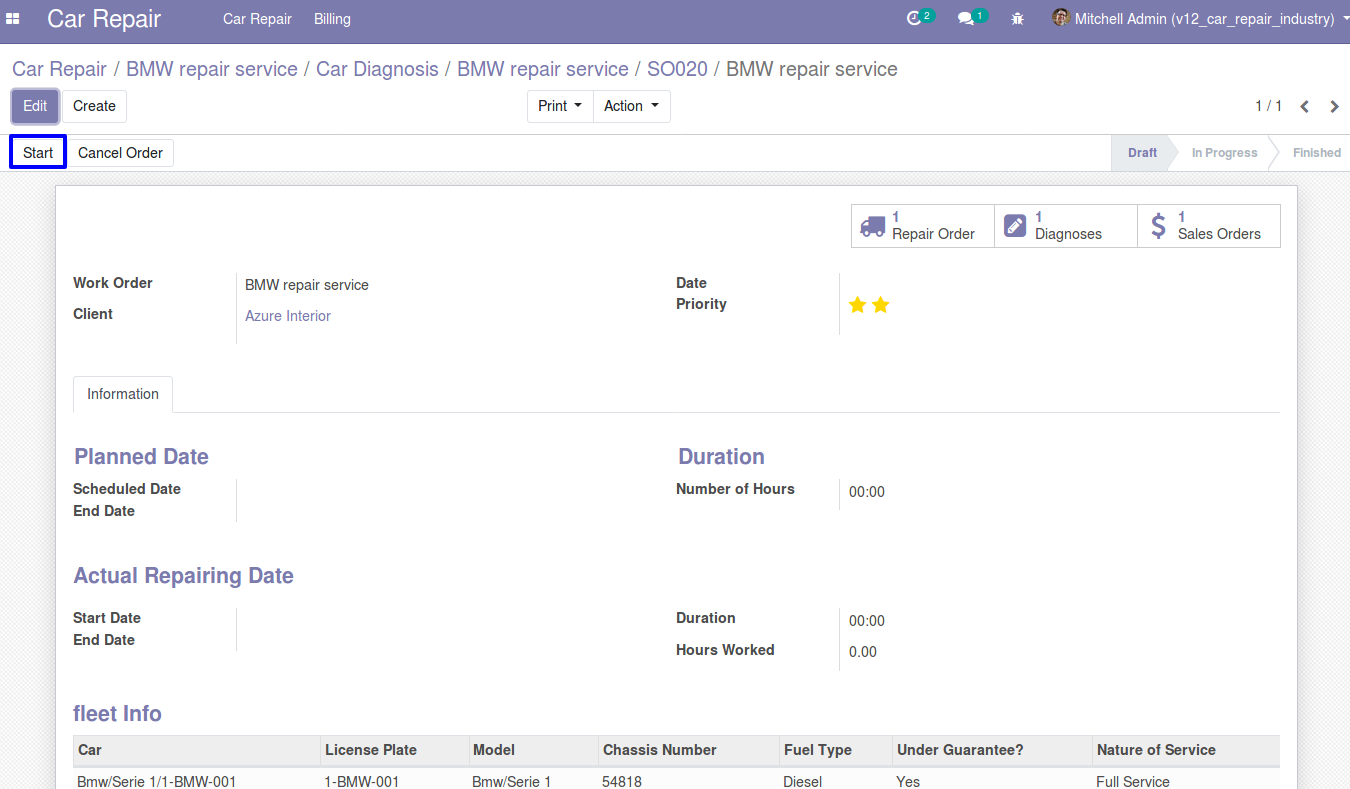 Car Repair Car Repair Billing 2 1 Mitchell Admin (v12_car_repair_industry)
Car Repair / BMW repair service / Car Diagnosis / BMW repair service / SO020 / BMW repair service
Edit Create Print Action 1 / 1
Start Cancel Order Draft In Progress Finished
1 Repair Order 1 Diagnoses 1 Sales Orders
Work Order BMW repair service Date
Client Azure Interior Priority
Information
Planned Date Duration
Scheduled Date Number of Hours 00:00
End Date
Actual Repairing Date
Start Date Duration 00:00
End Date Hours Worked 0.00
fleet Info
Car License Plate Model Chassis Number Fuel Type Under Guarantee? Nature of Service
Bmw/Serie 1/1-BMW-001 1-BMW-001 Bmw/Serie 1 54818 Diesel Yes Full Service